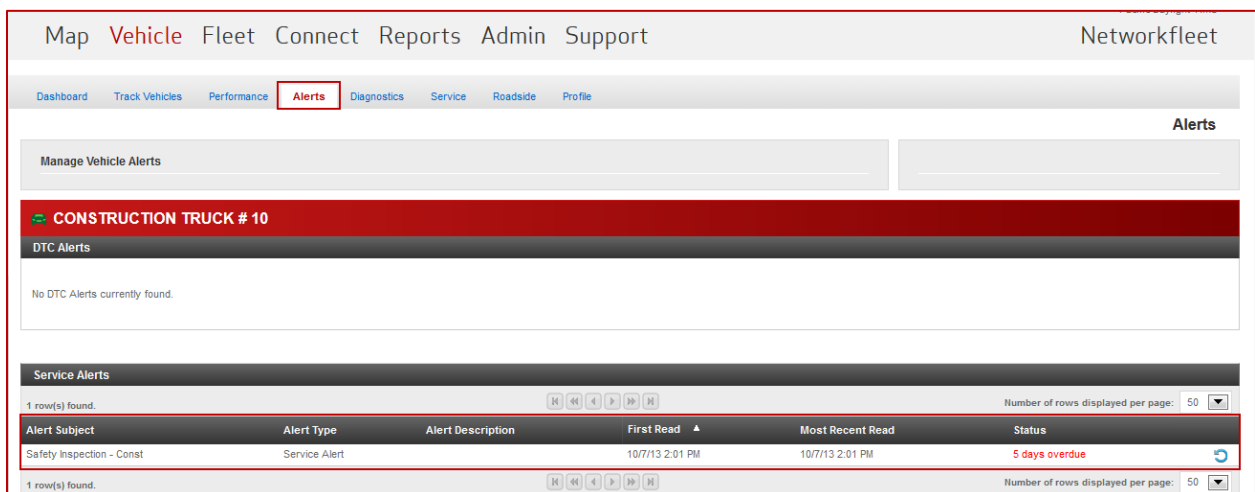 Map Vehicle Fleet Connect Reports Admin Support Networkfleet
Dashboard Track Vehicles Performance Alerts Diagnostics Service Roadside Profile
Alerts
Manage Vehicle Alerts
CONSTRUCTION TRUCK # 10
DTC Alerts
No DTC Alerts currently found.
Service Alerts
1 row(s) found. Number of rows displayed per page: 50
Alert Subject Alert Type Alert Description First Read ▲ Most Recent Read Status
Safety Inspection - Const Service Alert 10/7/13 2:01 PM 10/7/13 2:01 PM 5 days overdue
1 row(s) found. Number of rows displayed per page: 50